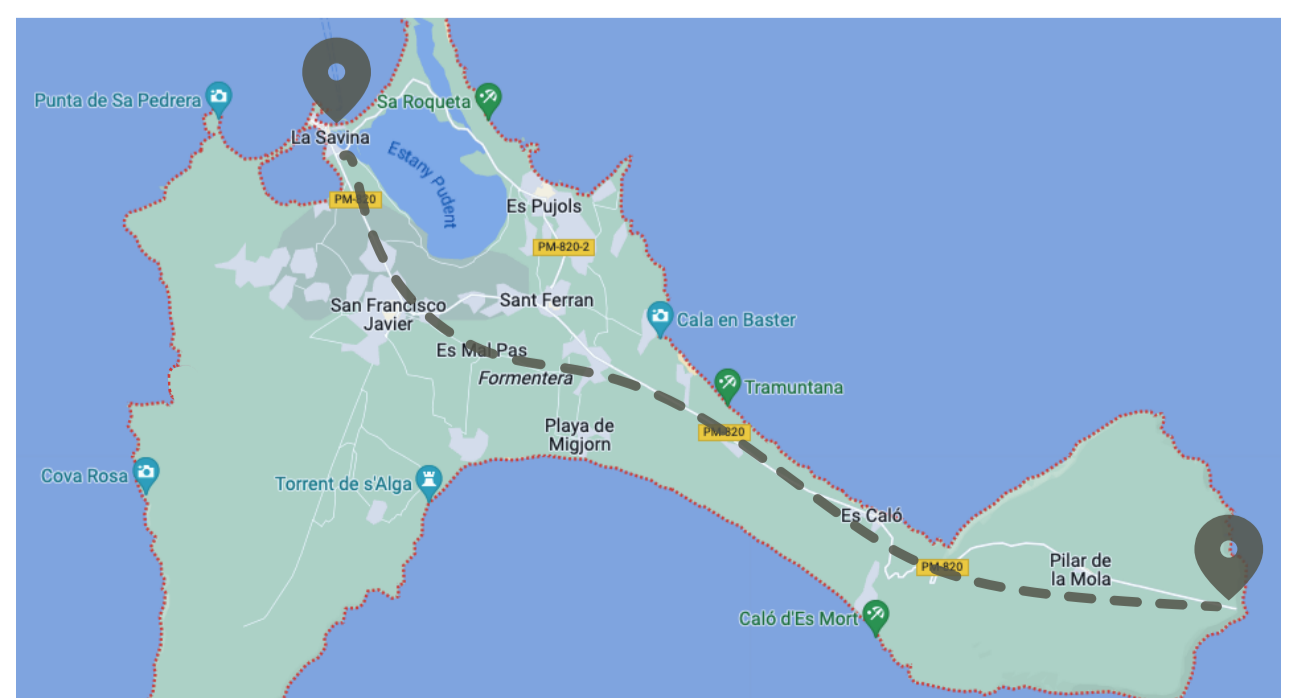 Punta de Sa Pedrera
Sa Roqueta
La Savina
Estany Pudent
PM-820
Es Pujols
PM-820-2
San Francisco
Javier
Sant Ferran
Cala en Baster
Es Mal Pas
Formentera
Tramuntana
Playa de
Migjorn
PM-820
Cova Rosa
Torrent de s'Alga
Es Caló
PM-820
Pilar de
la Mola
Caló d'Es Mort